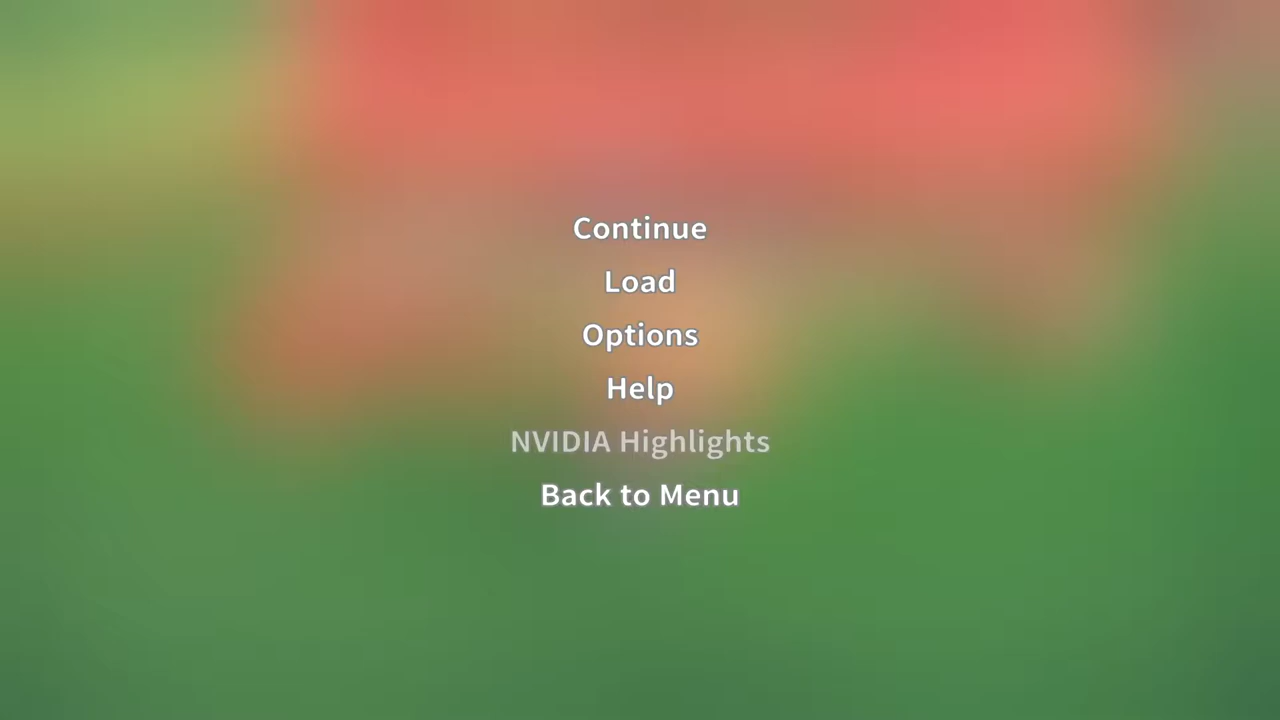 Continue
Load
Options
Help
NVIDIA Highlights
Back to Menu